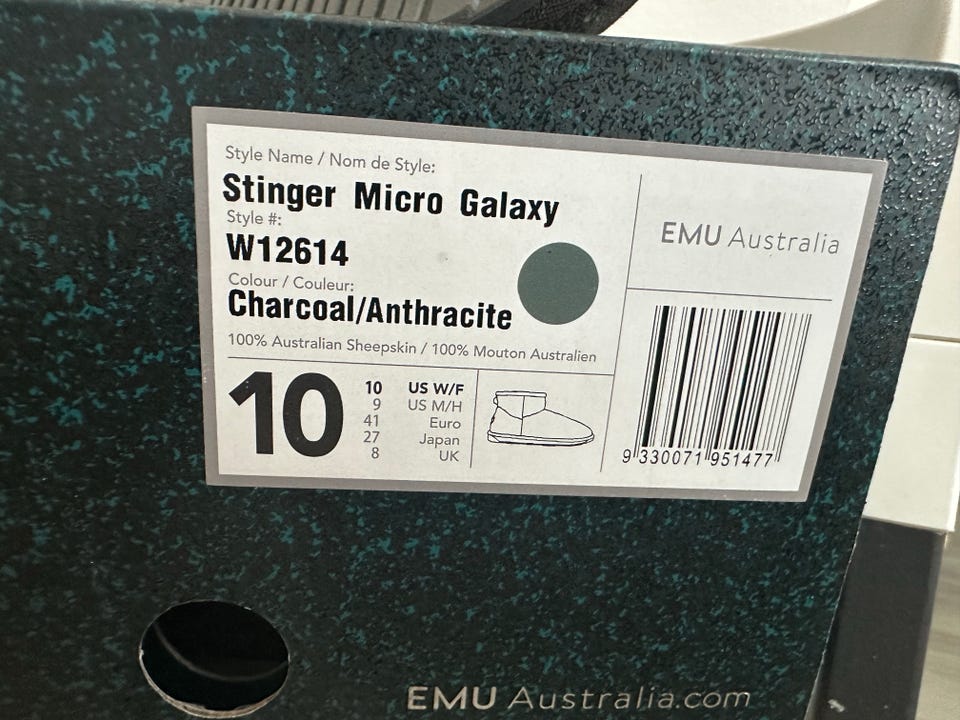 Style Name / Nom de Style:
Stinger Micro Galaxy
Style #:
W12614
Colour / Couleur:
Charcoal/Anthracite
100% Australian Sheepskin / 100% Mouton Australien
10
10 US W/F
9 US M/H
41 Euro
27 Japan
8 UK
EMU Australia
9 330071 951477
EMU Australia.com